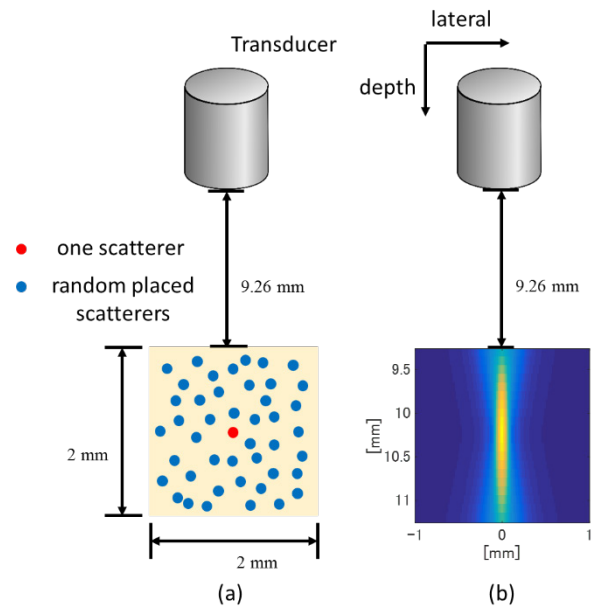 lateral
Transducer
depth
one scatterer
random placed
scatterers
9.26 mm
9.26 mm
2 mm
2 mm
9.5
10
10.5
11
[mm]
-1
0
1
[mm]
(a)
(b)